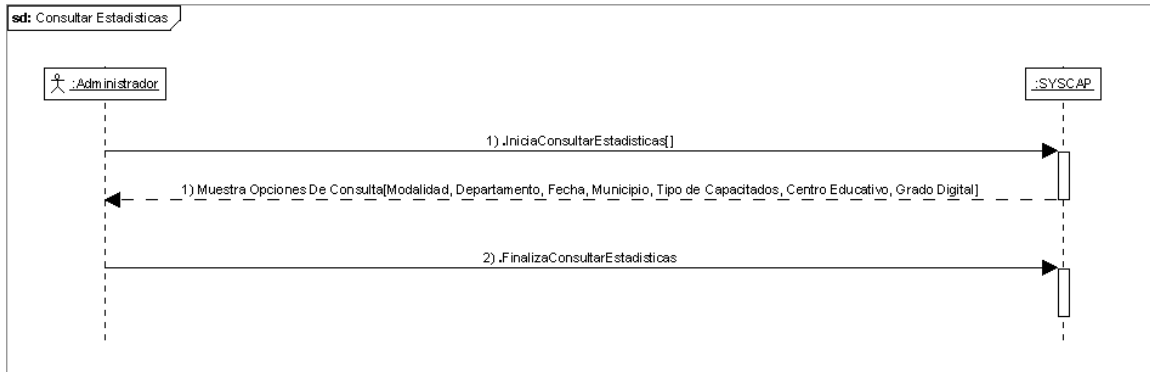 sd: Consultar Estadisticas
:Administrador
:SYSCAP
1) .IniciaConsultarEstadisticas[]
1) Muestra Opciones De Consulta[Modalidad, Departamento, Fecha, Municipio, Tipo de Capacitados, Centro Educativo, Grado Digital]
2) .FinalizaConsultarEstadisticas